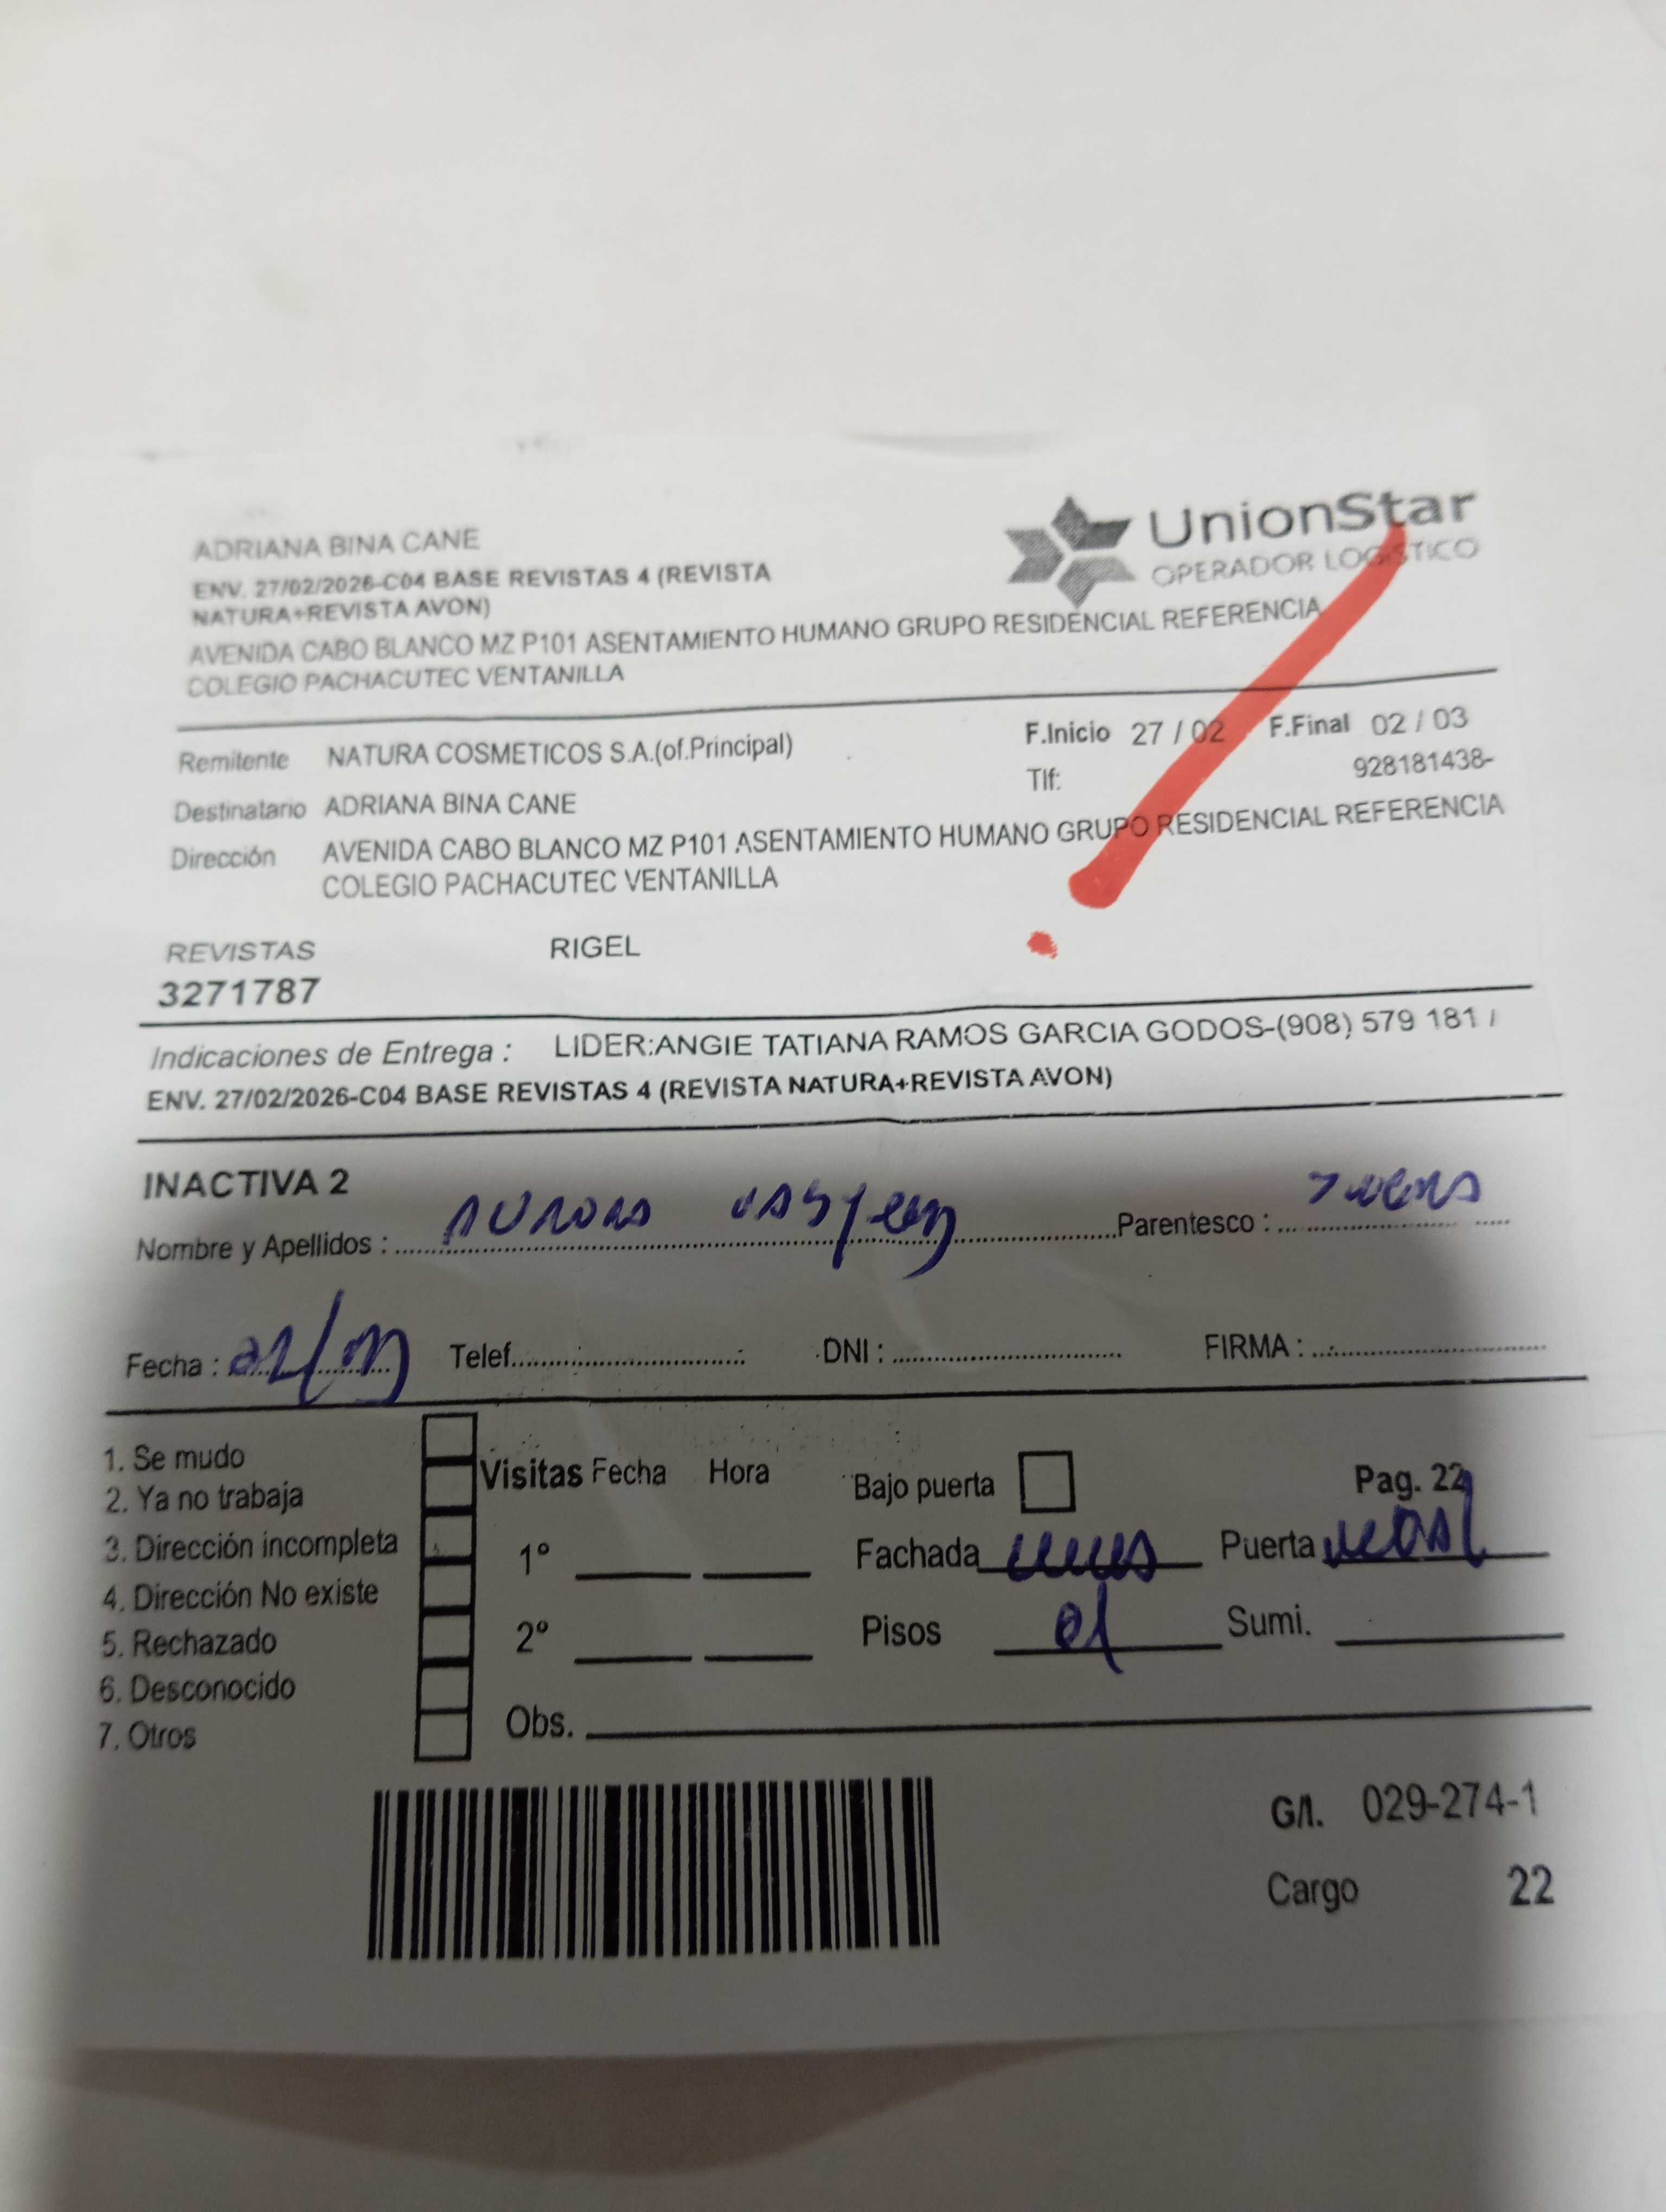 ADRIANA BINA CANE
ENV. 27/02/2026-C04 BASE REVISTAS 4 (REVISTA
NATURA+REVISTA AVON)
AVENIDA CABO BLANCO MZ P101 ASENTAMIENTO HUMANO GRUPO RESIDENCIAL REFERENCIA
COLEGIO PACHACUTEC VENTANILLA
UnionStar
OPERADOR LOGISTICO
Remitente NATURA COSMETICOS S.A.(of.Principal)
F.Inicio 27 / 02 F.Final 02 / 03
Tlf: 928181438-
Destinatario ADRIANA BINA CANE
Dirección AVENIDA CABO BLANCO MZ P101 ASENTAMIENTO HUMANO GRUPO RESIDENCIAL REFERENCIA
COLEGIO PACHACUTEC VENTANILLA
REVISTAS RIGEL
3271787
Indicaciones de Entrega : LIDER:ANGIE TATIANA RAMOS GARCIA GODOS-(908) 579 181 /
ENV. 27/02/2026-C04 BASE REVISTAS 4 (REVISTA NATURA+REVISTA AVON)
INACTIVA 2
Nombre y Apellidos : Parentesco :
Fecha : Telef. DNI : FIRMA :
1. Se mudo
2. Ya no trabaja
3. Dirección incompleta
4. Dirección No existe
5. Rechazado
6. Desconocido
7. Otros
Visitas Fecha Hora
1º
2º
Obs.
Bajo puerta Pag. 22
Fachada Puerta
Pisos 01 Sumi.
G/I. 029-274-1
Cargo 22